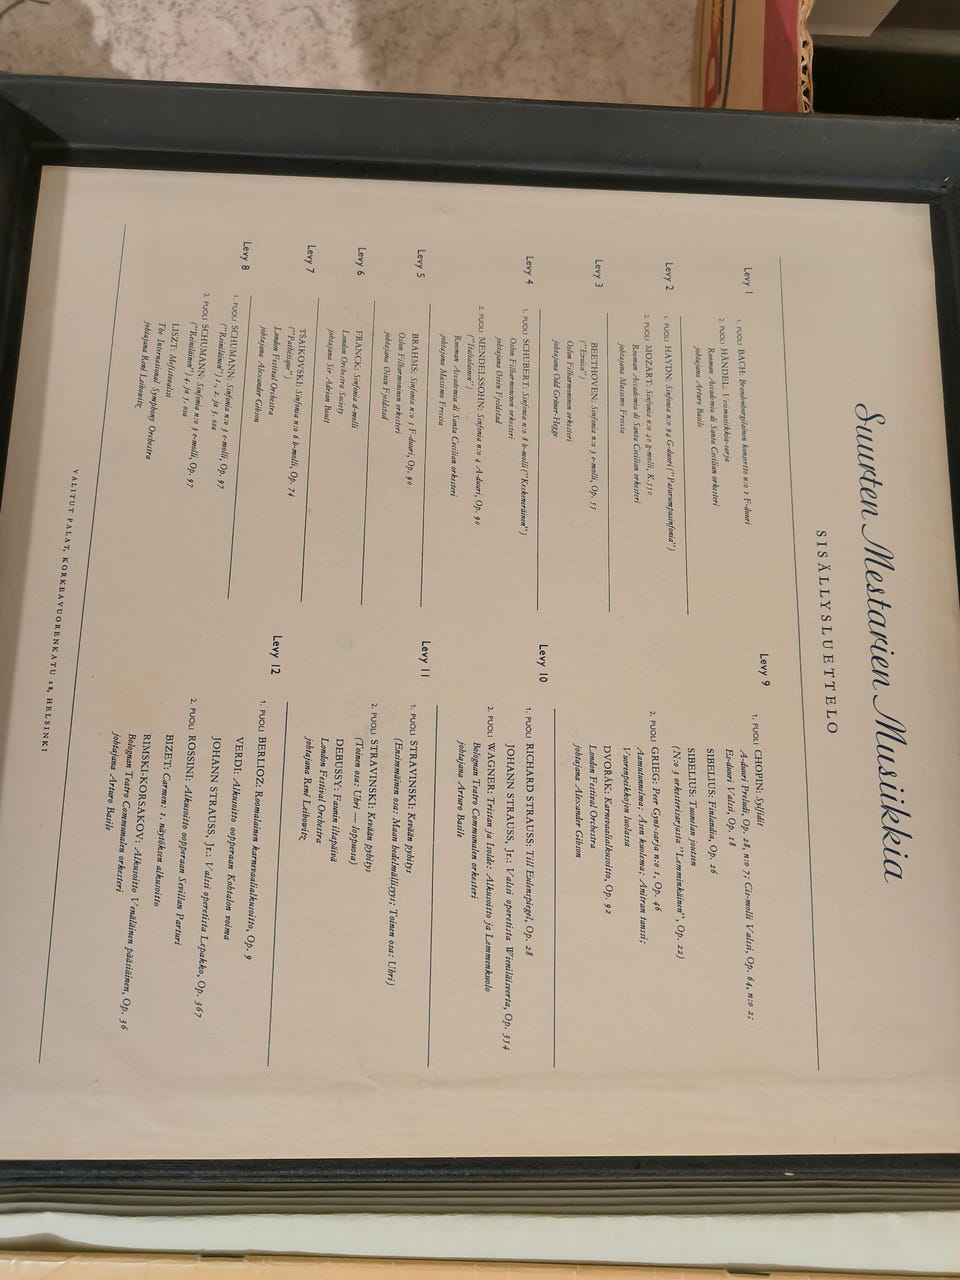 Suurten Mestarien Musiikkia
SISÄLLYSLUETTELO
Levy 1
1. PUOLI BACH: Brandenburgilainen konsertto n:o 1 F-duuri
2. PUOLI HÄNDEL: Vesimusiikkia-sarja
Rooman Accademia di Santa Cecilian orkesteri
johtajana Arturo Basile
Levy 2
1. PUOLI HAYDN: Sinfonia n:o 94 G-duuri ("Patarumpusinfonia")
2. PUOLI MOZART: Sinfonia n:o 40 g-molli, K.550
Rooman Accademia di Santa Cecilian orkesteri
johtajana Massimo Freccia
Levy 3
BEETHOVEN: Sinfonia n:o 3 e-molli, Op. 55
("Eroica")
Oslon Filharmoninen orkesteri
johtajana Odd Grüner-Hegge
Levy 4
1. PUOLI SCHUBERT: Sinfonia n:o 8 b-molli ("Keskeneräinen")
Oslon Filharmoninen orkesteri
johtajana Öivin Fjeldstad
2. PUOLI MENDELSSOHN: Sinfonia n:o 4 A-duuri, Op. 90
("Italialainen")
Rooman Accademia di Santa Cecilian orkesteri
johtajana Massimo Freccia
Levy 5
BRAHMS: Sinfonia n:o 3 F-duuri, Op. 90
Oslon Filharmoninen orkesteri
johtajana Öivin Fjeldstad
Levy 6
FRANCK: Sinfonia d-molli
London Orchestra Society
johtajana Sir Adrian Boult
Levy 7
TŠAIKOVSKI: Sinfonia n:o 6 b-molli, Op. 74
("Pathétique")
London Festival Orchestra
johtajana Alexander Gibson
Levy 8
1. PUOLI SCHUMANN: Sinfonia n:o 3 e-molli, Op. 97
("Reiniläinen") 1, 2, ja 3. osa
2. PUOLI SCHUMANN: Sinfonia n:o 3 e-molli, Op. 97
("Reiniläinen") 4. ja 5. osa
LISZT: Mefistovalssi
The International Symphony Orchestra
johtajana René Leibowitz
Levy 9
1. PUOLI CHOPIN: Sylfidit
A-duuri Preludi, Op. 28, n:o 7; Cis-molli Valssi, Op. 64, n:o 2;
Es-duuri Valssi, Op. 18
SIBELIUS: Finlandia, Op. 26
SIBELIUS: Tuonelan joutsen
(N:o 3 orkesterisarjasta "Lemminkäinen", Op. 22)
2. PUOLI GRIEG: Peer Gynt-sarja n:o 1, Op. 46
Aamutunnelma; Åsen kuolema; Anitran tanssi;
Vuorenpeikkojen luolassa
DVOŘÁK: Karnevaalialkusoitto, Op. 92
London Festival Orchestra
johtajana Alexander Gibson
Levy 10
1. PUOLI RICHARD STRAUSS: Till Eulenspiegel, Op. 28
JOHANN STRAUSS, Jr.: Valssi operetista Wieniläisverta, Op. 354
2. PUOLI WAGNER: Tristan ja Isolde: Alkusoitto ja Lemmenkuolo
Bolognan Teatro Communalen orkesteri
johtajana Arturo Basile
Levy 11
1. PUOLI STRAVINSKI: Kevään pyhitys
(Ensimmäinen osa: Maan hedelmällisyys; Toinen osa: Uhri)
2. PUOLI STRAVINSKI: Kevään pyhitys
(Toinen osa: Uhri — loppuosa)
DEBUSSY: Faunin iltapäivä
London Festival Orchestra
johtajana René Leibowitz
Levy 12
1. PUOLI BERLIOZ: Roomalainen karnevaalialkusoitto, Op. 9
VERDI: Alkusoitto oopperaan Kohtalon voima
JOHANN STRAUSS, Jr.: Valssi operetista Lepakko, Op. 367
2. PUOLI ROSSINI: Alkusoitto oopperaan Sevillan Parturi
BIZET: Carmen: 1. näytöksen alkusoitto
RIMSKI-KORSAKOV: Alkusoitto Venäläinen pääsiäinen, Op. 36
Bolognan Teatro Communalen orkesteri
johtajana Arturo Basile
VALITUT PALAT, KORKEAVUORENKATU 28, HELSINKI